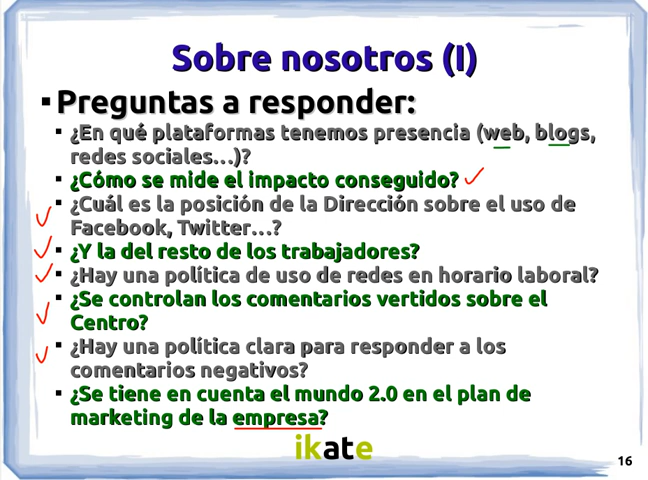 Sobre nosotros (I)
Preguntas a responder:
¿En qué plataformas tenemos presencia (web, blogs,
redes sociales...)?
¿Cómo se mide el impacto conseguido?
¿Cuál es la posición de la Dirección sobre el uso de
Facebook, Twitter...?
¿Y la del resto de los trabajadores?
¿Hay una política de uso de redes en horario laboral?
¿Se controlan los comentarios vertidos sobre el
Centro?
¿Hay una política clara para responder a los
comentarios negativos?
¿Se tiene en cuenta el mundo 2.0 en el plan de
marketing de la empresa?
ikate
16